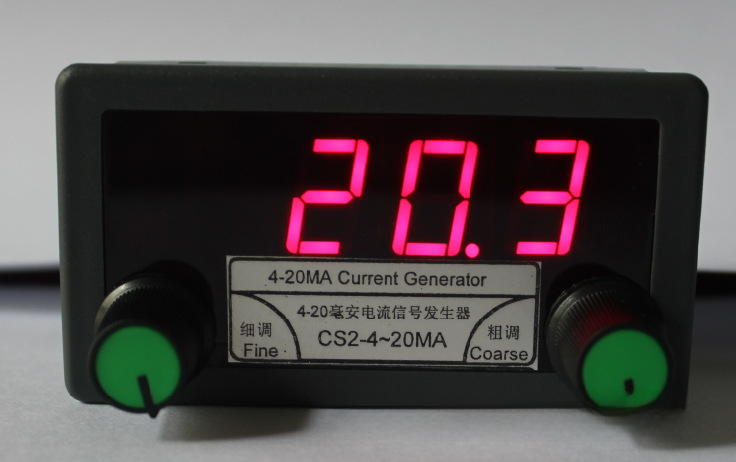 20.3
4-20MA Current Generator
4-20毫安电流信号发生器
细调
Fine
CS2-4~20MA
粗调
Coarse